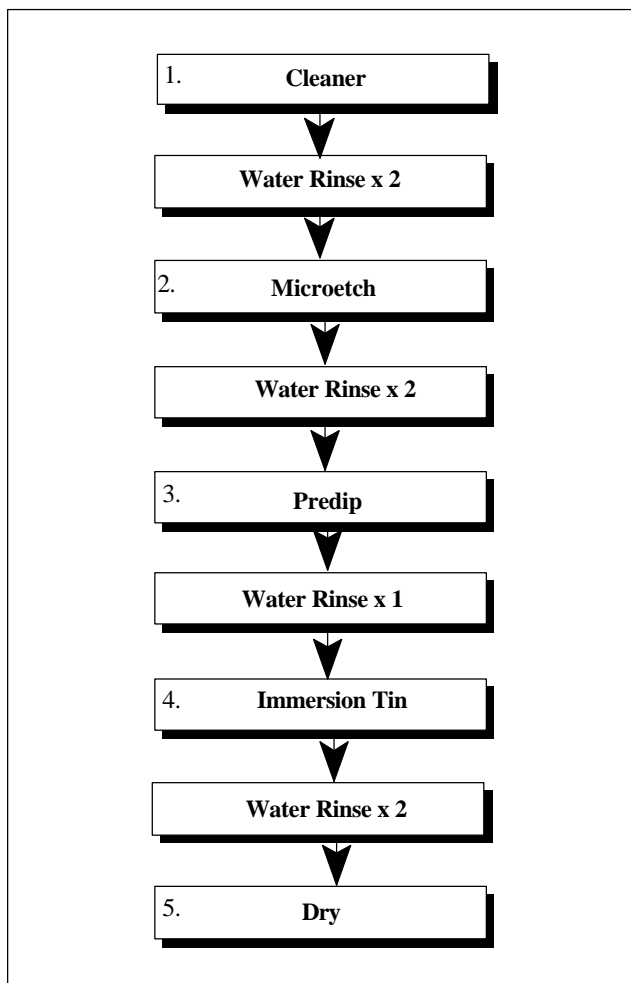 1. Cleaner
Water Rinse x 2
2. Microetch
Water Rinse x 2
3. Predip
Water Rinse x 1
4. Immersion Tin
Water Rinse x 2
5. Dry